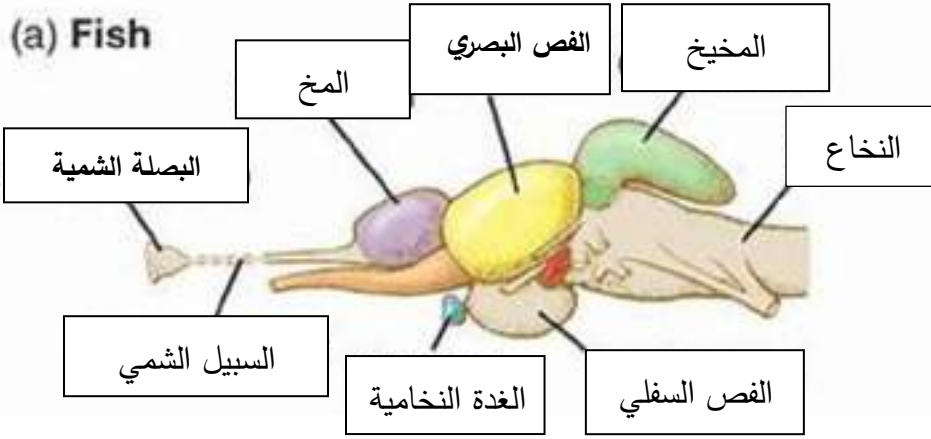 (a) Fish
المخ
الفص البصري
المخيخ
النخاع
البصلة الشمية
السبيل الشمي
الغدة النخامية
الفص السفلي